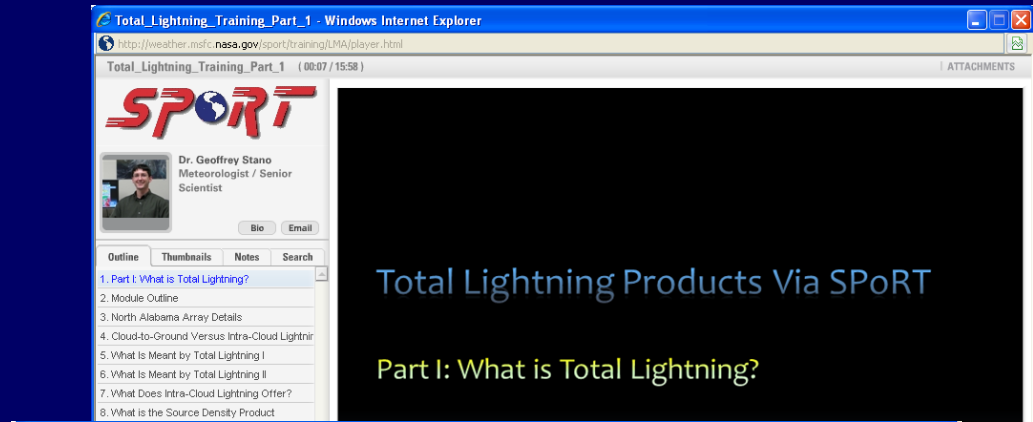 Total_Lightning_Training_Part_1 - Windows Internet Explorer
http://weather.msfc.nasa.gov/sport/training/LMA/player.html
Total_Lightning_Training_Part_1 ( 00:07 / 15:58 )
ATTACHMENTS
SPoRT
Dr. Geoffrey Stano
Meteorologist / Senior
Scientist
Bio Email
Outline Thumbnails Notes Search
1. Part I: What is Total Lightning?
2. Module Outline
3. North Alabama Array Details
4. Cloud-to-Ground Versus Intra-Cloud Lightnin
5. What Is Meant by Total Lightning I
6. What Is Meant by Total Lightning II
7. What Does Intra-Cloud Lightning Offer?
8. What is the Source Density Product
Total Lightning Products Via SPoRT
Part I: What is Total Lightning?